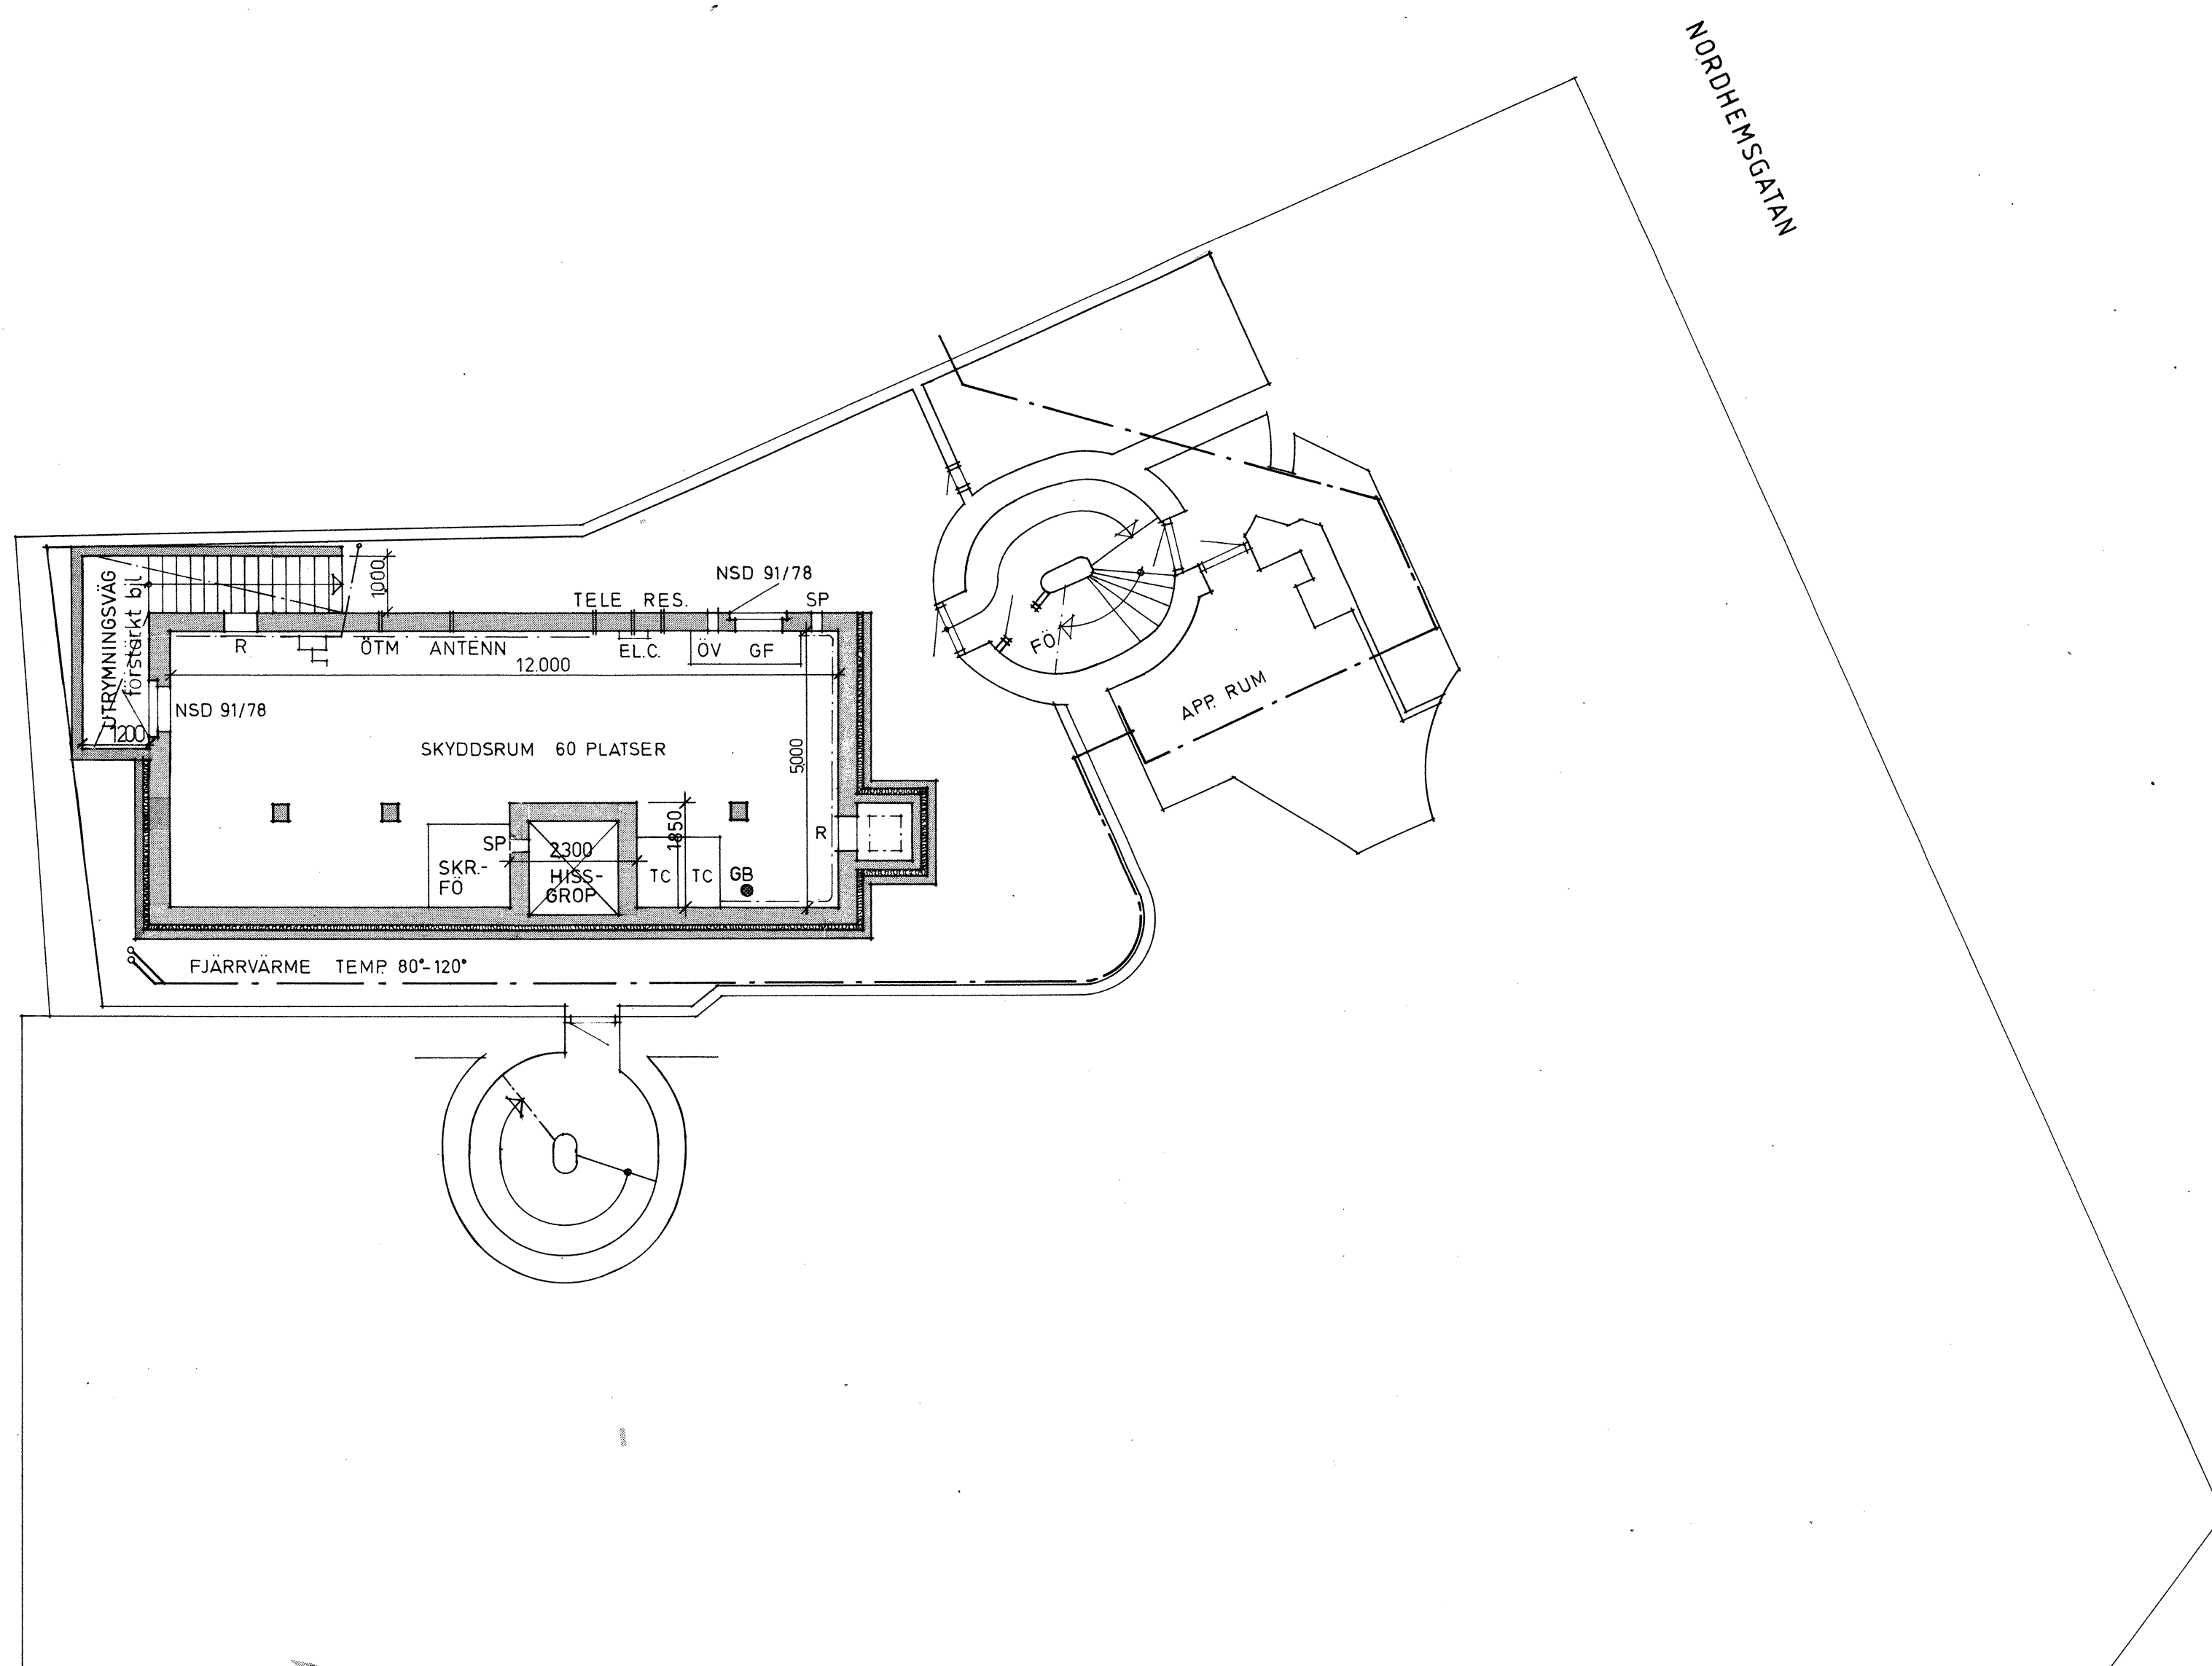 NORDHEMSGATAN
NSD 91/78
TELE RES.
SP
1000
UTRYMNINGSVÄG
förstärkt bjl
R
ÖTM
ANTENN
EL.C.
ÖV
GF
12.000
FÖ
APP. RUM
NSD 91/78
1200
SKYDDSRUM 60 PLATSER
5000
1850
R
SP
2300
SKR.-
FÖ
HISS-
GROP
TC
TC
GB
FJÄRRVÄRME TEMP. 80°-120°